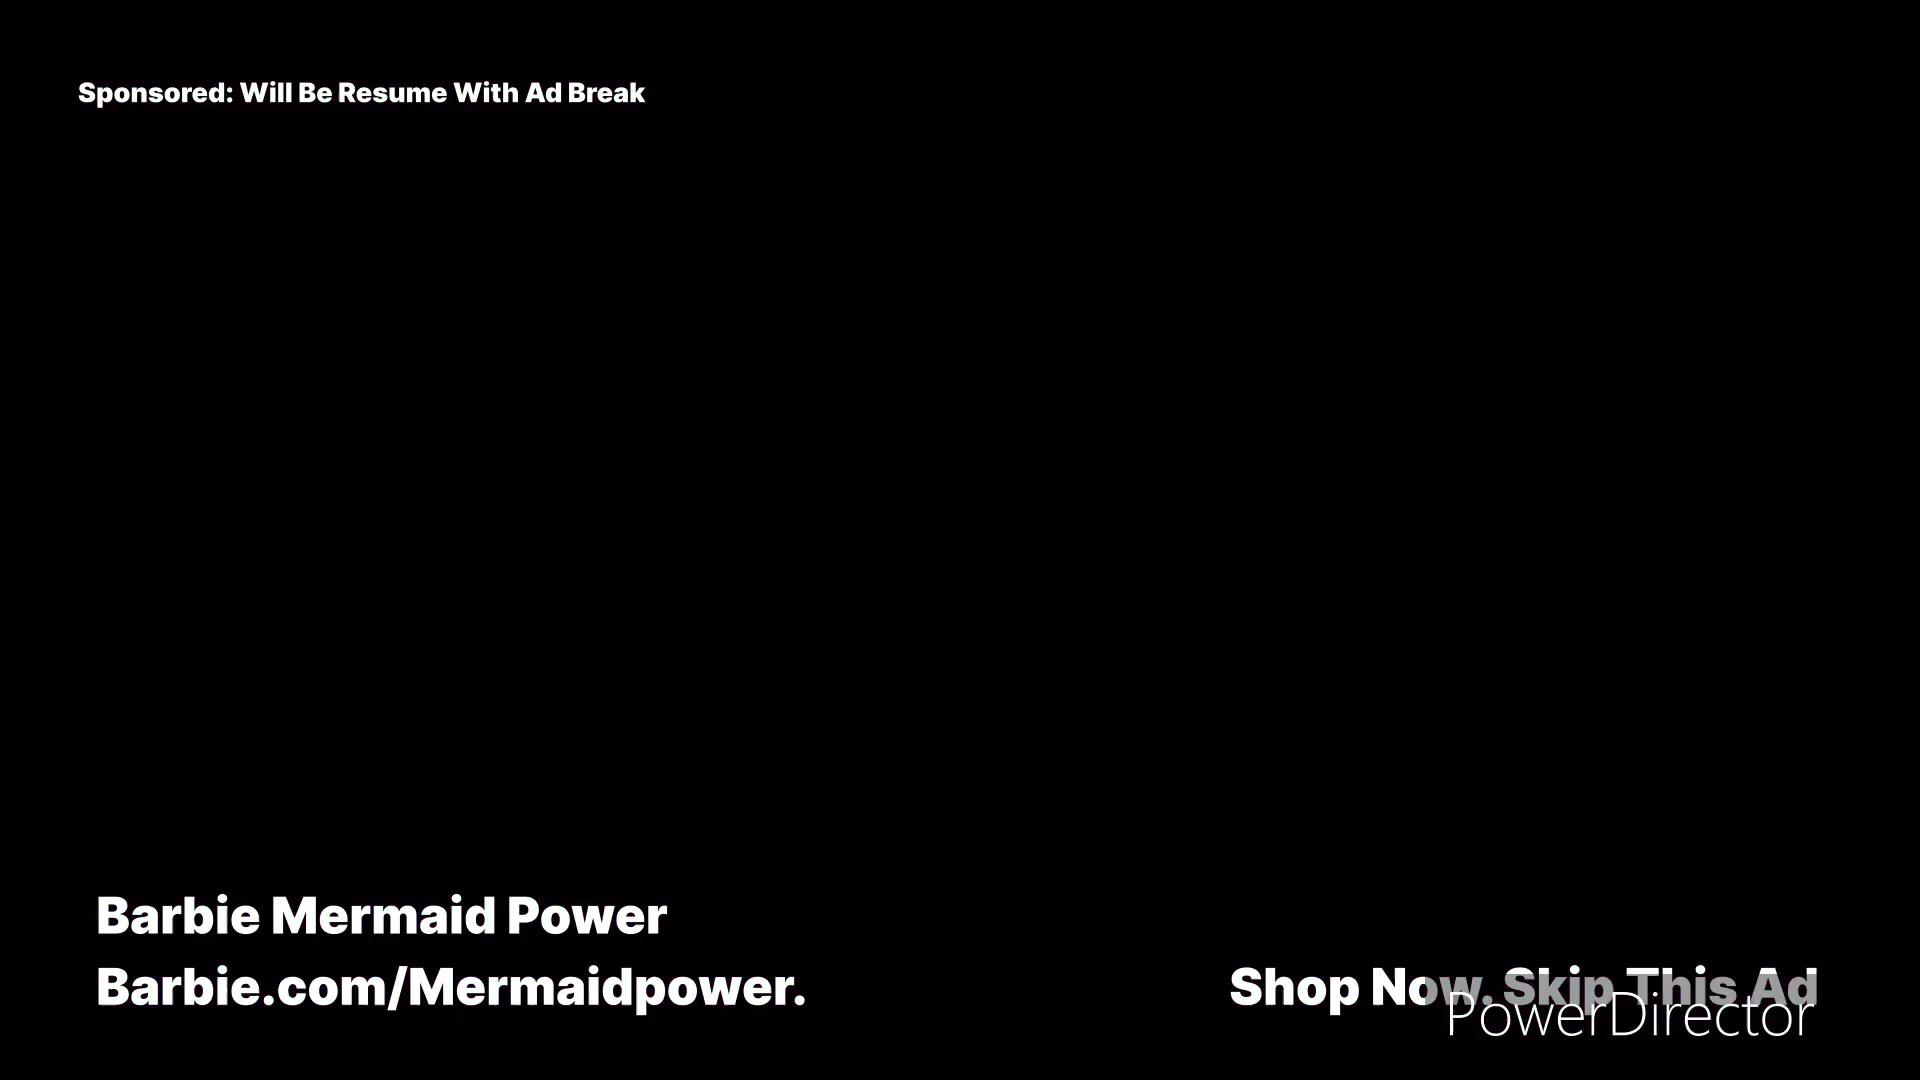 Sponsored: Will Be Resume With Ad Break
Barbie Mermaid Power
Barbie.com/Mermaidpower.
Shop Now. Skip This Ad
PowerDirector